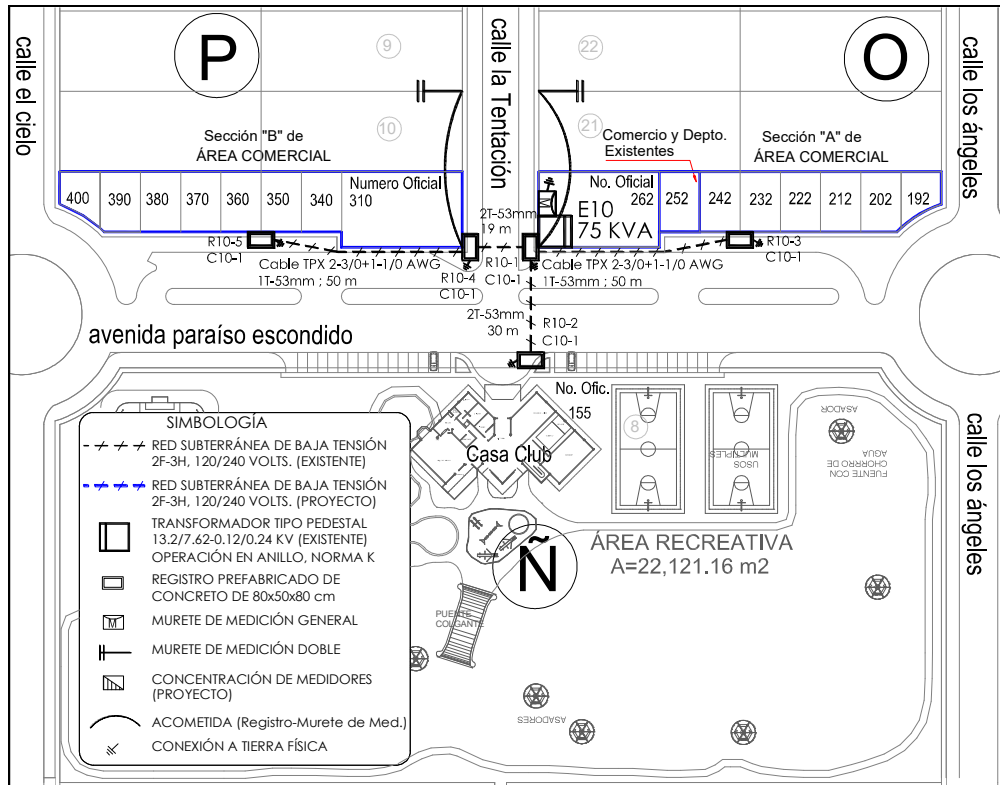 calle el cielo
P
9
calle la Tentación
22
O
calle los ángeles
10
21
Sección "B" de
ÁREA COMERCIAL
Comercio y Depto.
Existentes
Sección "A" de
ÁREA COMERCIAL
400
390
380
370
360
350
340
Numero Oficial
310
No. Oficial
262
252
242
232
222
212
202
192
M
E10
75 KVA
2T-53mm
19 m
R10-5
C10-1
Cable TPX 2-3/0+1-1/0 AWG
1T-53mm ; 50 m
R10-4
C10-1
R10-1
C10-1
Cable TPX 2-3/0+1-1/0 AWG
1T-53mm ; 50 m
R10-3
C10-1
2T-53mm
30 m
R10-2
C10-1
avenida paraíso escondido
No. Ofic.
155
Casa Club
8
USOS
MULTIPLES
ASADOR
FUENTE CON
CHORRRO DE
AGUA
calle los ángeles
ÁREA RECREATIVA
A=22,121.16 m2
Ñ
PUENTE
COLGANTE
ASADORES
SIMBOLOGÍA
RED SUBTERRÁNEA DE BAJA TENSIÓN
2F-3H, 120/240 VOLTS. (EXISTENTE)
RED SUBTERRÁNEA DE BAJA TENSIÓN
2F-3H, 120/240 VOLTS. (PROYECTO)
TRANSFORMADOR TIPO PEDESTAL
13.2/7.62-0.12/0.24 KV (EXISTENTE)
OPERACIÓN EN ANILLO, NORMA K
REGISTRO PREFABRICADO DE
CONCRETO DE 80x50x80 cm
M
MURETE DE MEDICIÓN GENERAL
MURETE DE MEDICIÓN DOBLE
CONCENTRACIÓN DE MEDIDORES
(PROYECTO)
ACOMETIDA (Registro-Murete de Med.)
CONEXIÓN A TIERRA FÍSICA